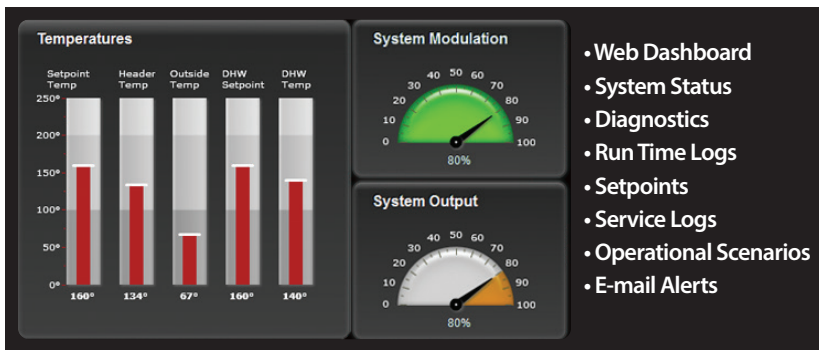 Temperatures
Setpoint Header Outside DHW DHW
Temp Temp Temp Setpoint Temp
250°
200°
150°
100°
50°
0°
160° 134° 67° 160° 140°
System Modulation
0 10 20 30 40 50 60 70 80 90 100
80%
System Output
0 10 20 30 40 50 60 70 80 90 100
80%
• Web Dashboard
• System Status
• Diagnostics
• Run Time Logs
• Setpoints
• Service Logs
• Operational Scenarios
• E-mail Alerts